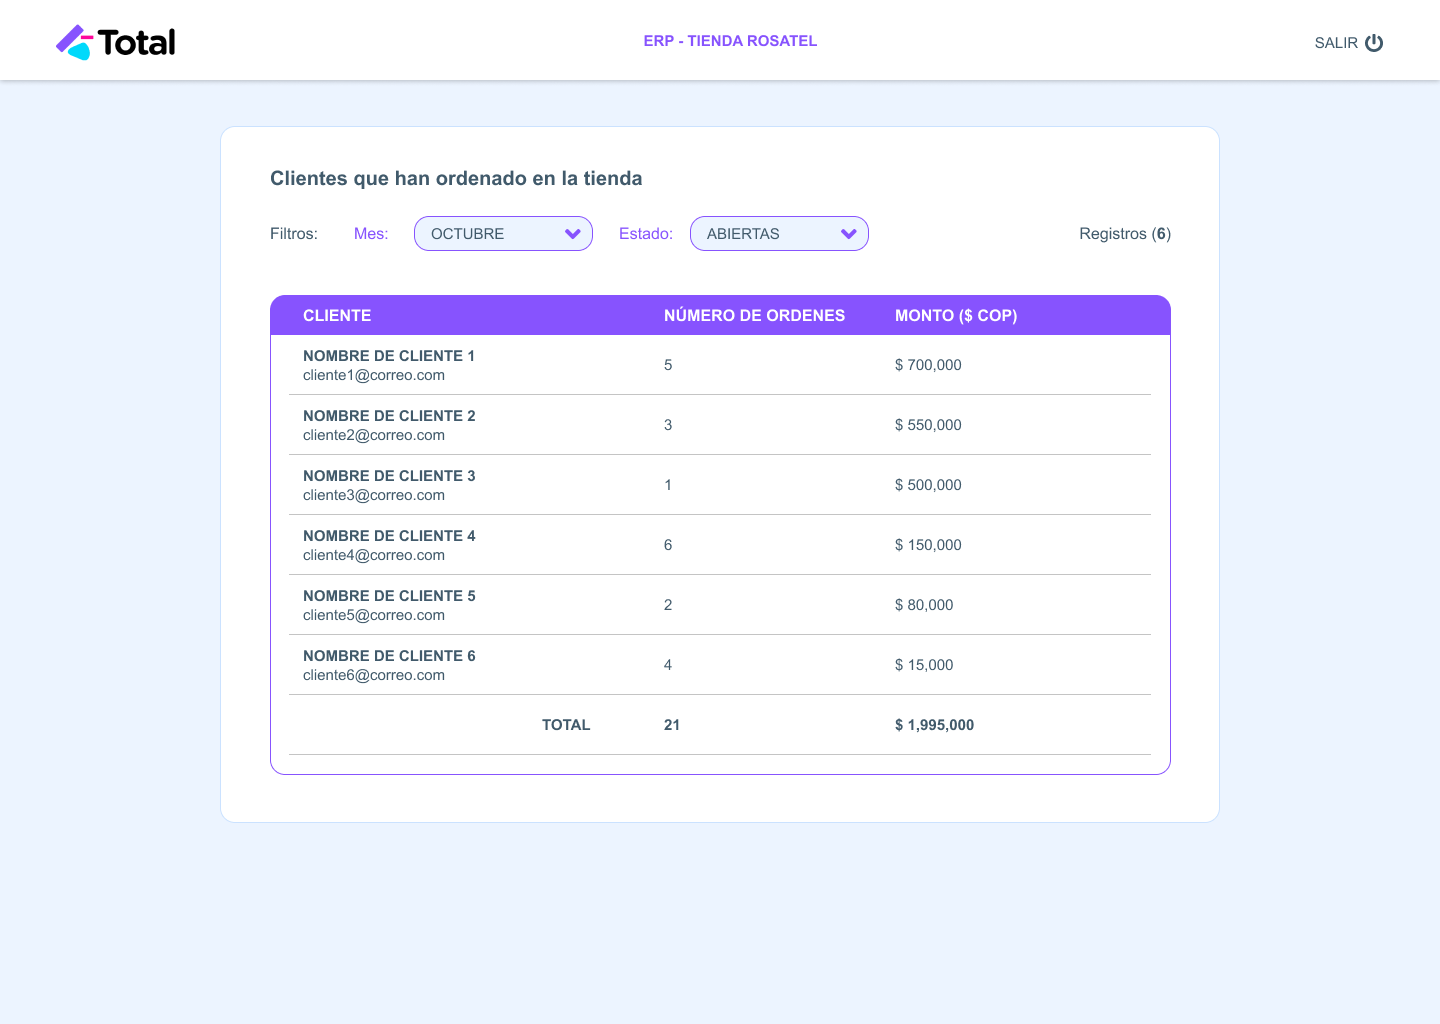 Total
ERP - TIENDA ROSATEL
SALIR
Clientes que han ordenado en la tienda
Filtros: Mes: OCTUBRE Estado: ABIERTAS Registros (6)
CLIENTE NÚMERO DE ORDENES MONTO ($ COP)
NOMBRE DE CLIENTE 1
cliente1@correo.com
5
$ 700,000
NOMBRE DE CLIENTE 2
cliente2@correo.com
3
$ 550,000
NOMBRE DE CLIENTE 3
cliente3@correo.com
1
$ 500,000
NOMBRE DE CLIENTE 4
cliente4@correo.com
6
$ 150,000
NOMBRE DE CLIENTE 5
cliente5@correo.com
2
$ 80,000
NOMBRE DE CLIENTE 6
cliente6@correo.com
4
$ 15,000
TOTAL 21 $ 1,995,000